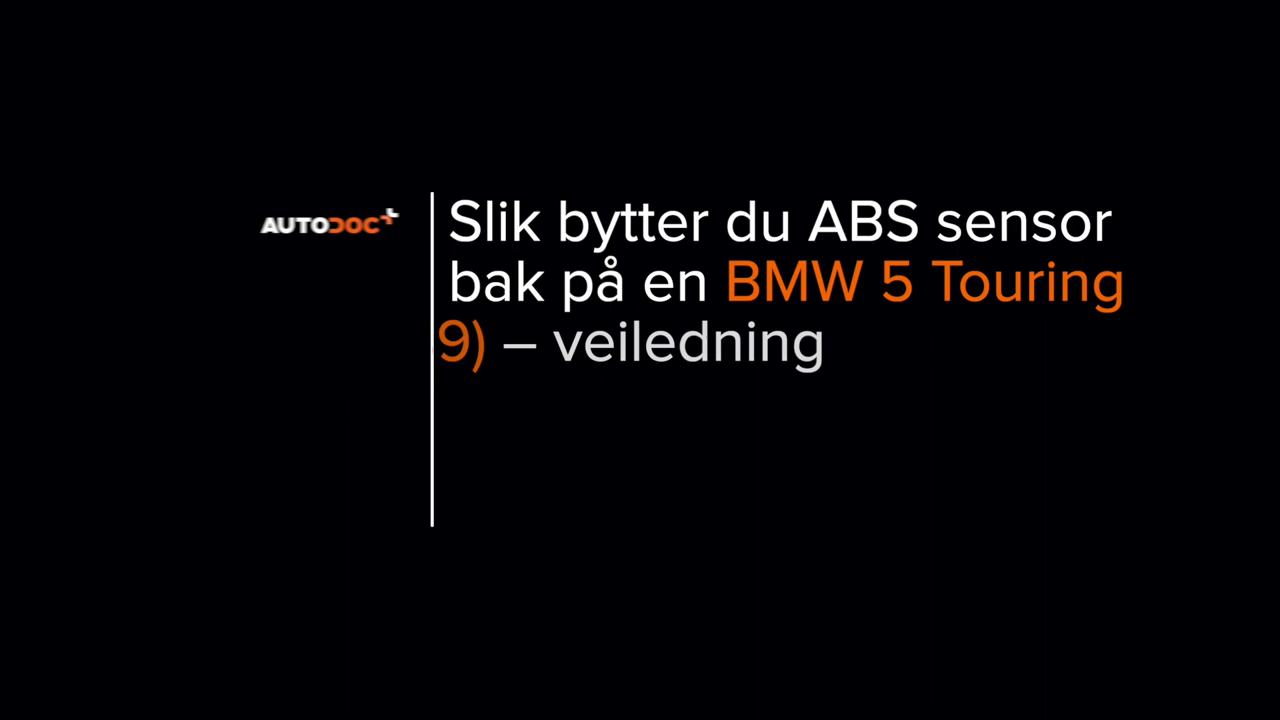 AUTODOC
Slik bytter du ABS sensor
bak på en BMW 5 Touring
9) – veiledning